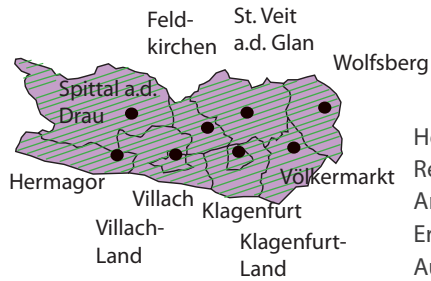 Feld-
kirchen
St. Veit
a.d. Glan
Wolfsberg
Spittal a.d.
Drau
Hermagor
Villach
Völkermarkt
Klagenfurt
Villach-
Land
Klagenfurt-
Land